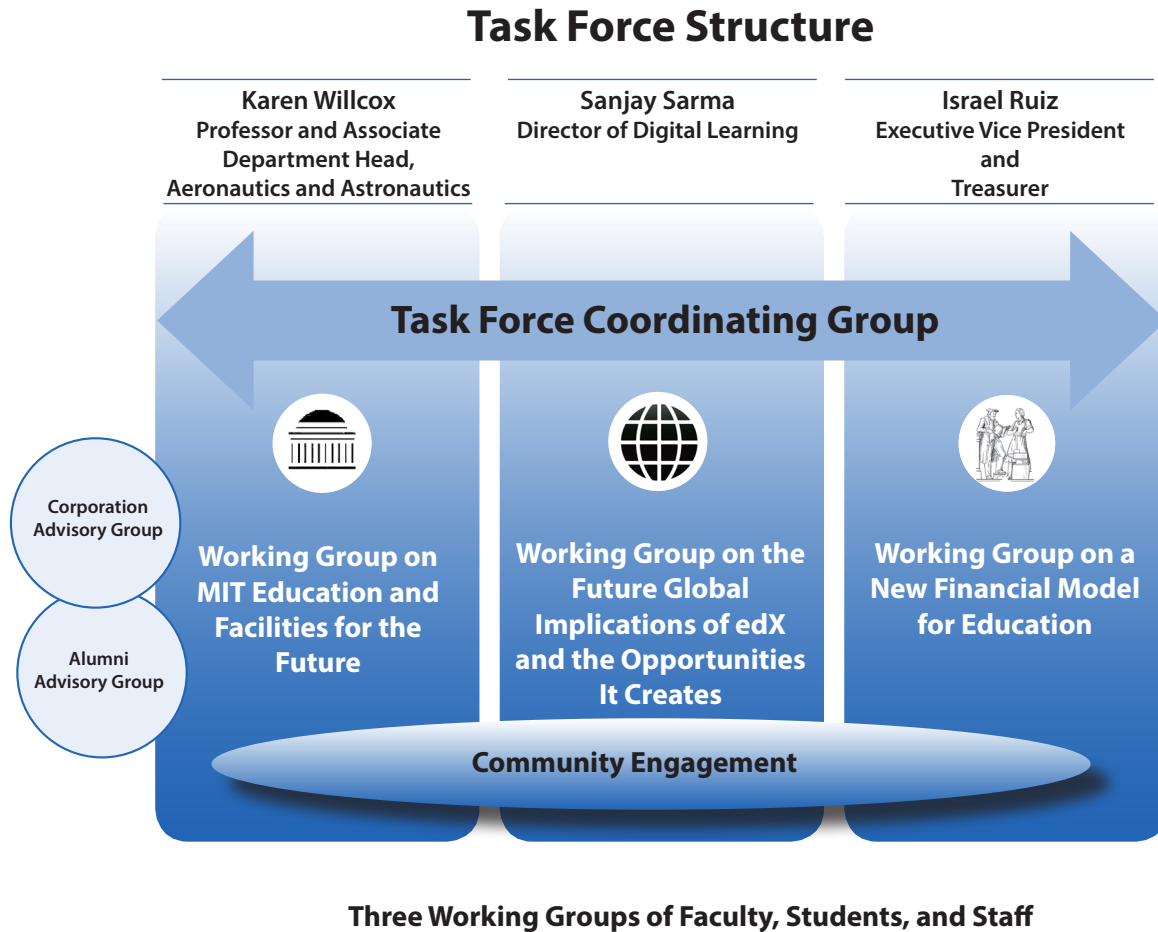 Task Force Structure
Karen Willcox
Professor and Associate
Department Head,
Aeronautics and Astronautics
Sanjay Sarma
Director of Digital Learning
Israel Ruiz
Executive Vice President
and
Treasurer
Task Force Coordinating Group
Corporation
Advisory Group
Alumni
Advisory Group
Working Group on
MIT Education and
Facilities for the
Future
Working Group on the
Future Global
Implications of edX
and the Opportunities
It Creates
Working Group on a
New Financial Model
for Education
Community Engagement
Three Working Groups of Faculty, Students, and Staff